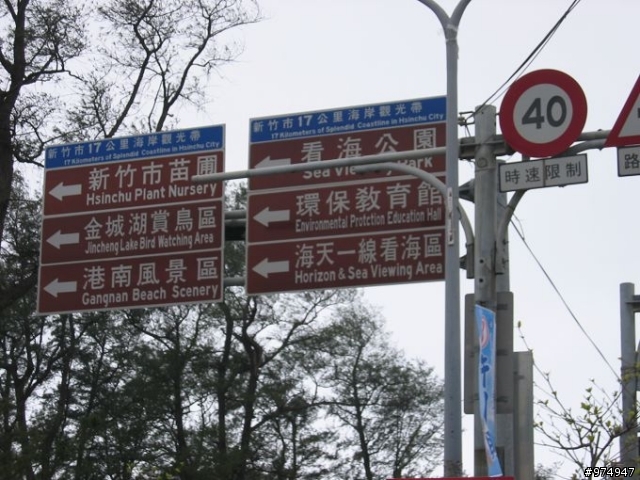 新竹市17公里海岸觀光帶
17 Kilometers of Splendid Coastline in Hsinchu City
新竹市苗圃
Hsinchu Plant Nursery
金城湖賞鳥區
Jincheng Lake Bird Watching Area
港南風景區
Gangnan Beach Scenery
新竹市17公里海岸觀光帶
17 Kilometers of Splendid Coastline in Hsinchu City
看海公園
Sea Viewing Park
環保教育館
Environmental Protction Education Hall
海天一線看海區
Horizon & Sea Viewing Area
40
時速限制
路
#974947